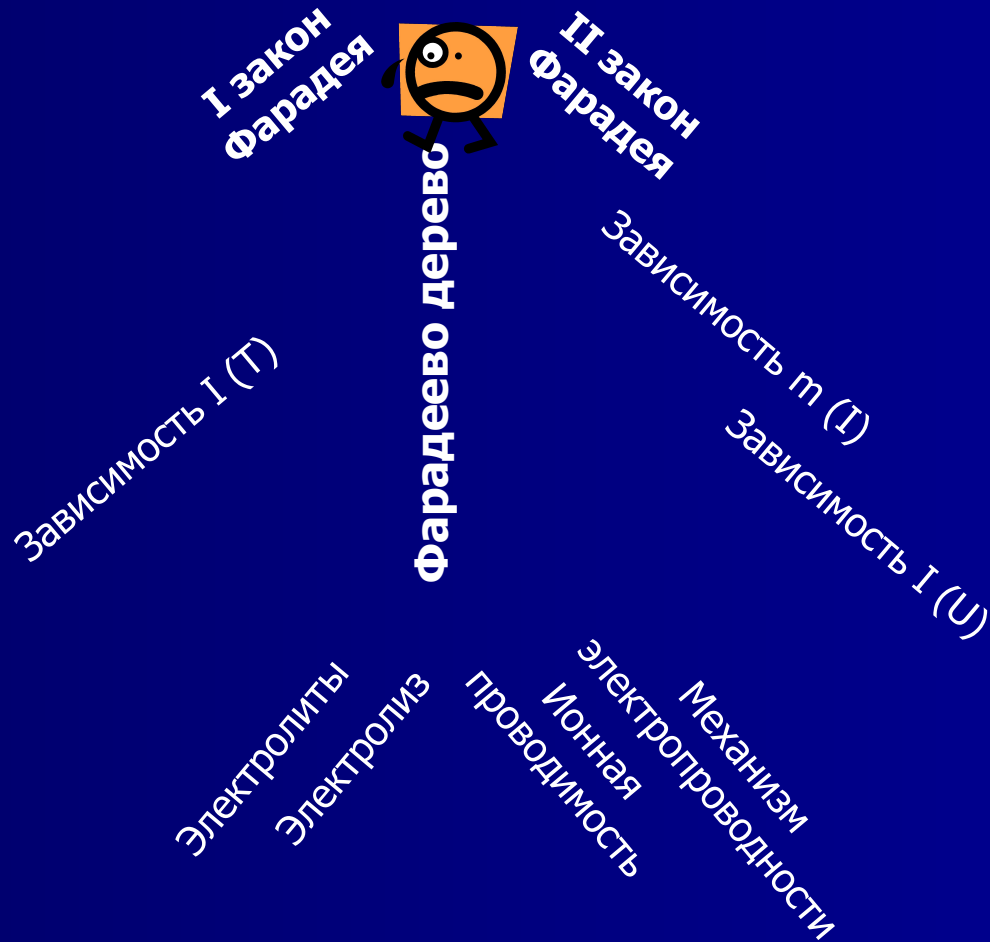 I закон
Фарадея
II закон
Фарадея
Фарадеево дерево
Зависимость m (I)
Зависимость I (T)
Зависимость I (U)
Электролиты
Электролиз
Ионная
проводимость
Механизм
электропроводности